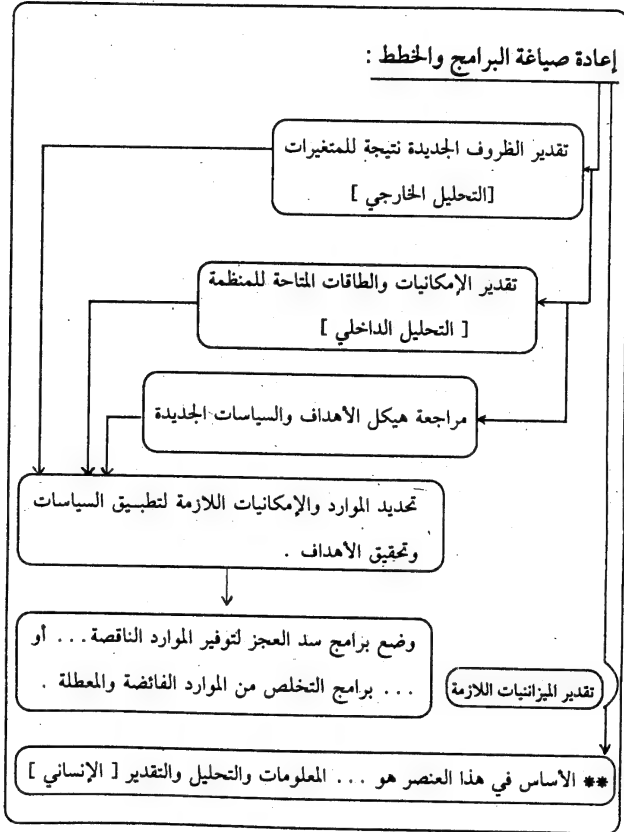 إعادة صياغة البرامج والخطط :
تقدير الظروف الجديدة نتيجة للمتغيرات
[التحليل الخارجي ]
تقدير الإمكانيات والطاقات المتاحة للمنظمة
[ التحليل الداخلي ]
مراجعة هيكل الأهداف والسياسات الجديدة
تحديد الموارد والإمكانيات اللازمة لتطبيق السياسات
وتحقيق الأهداف .
وضع برامج سد العجز لتوفير الموارد الناقصة ... أو
... برامج التخلص من الموارد الفائضة والمعطلة .
تقدير الميزانيات اللازمة
** الأساس في هذا العنصر هو ... المعلومات والتحليل والتقدير [ الإنساني ]